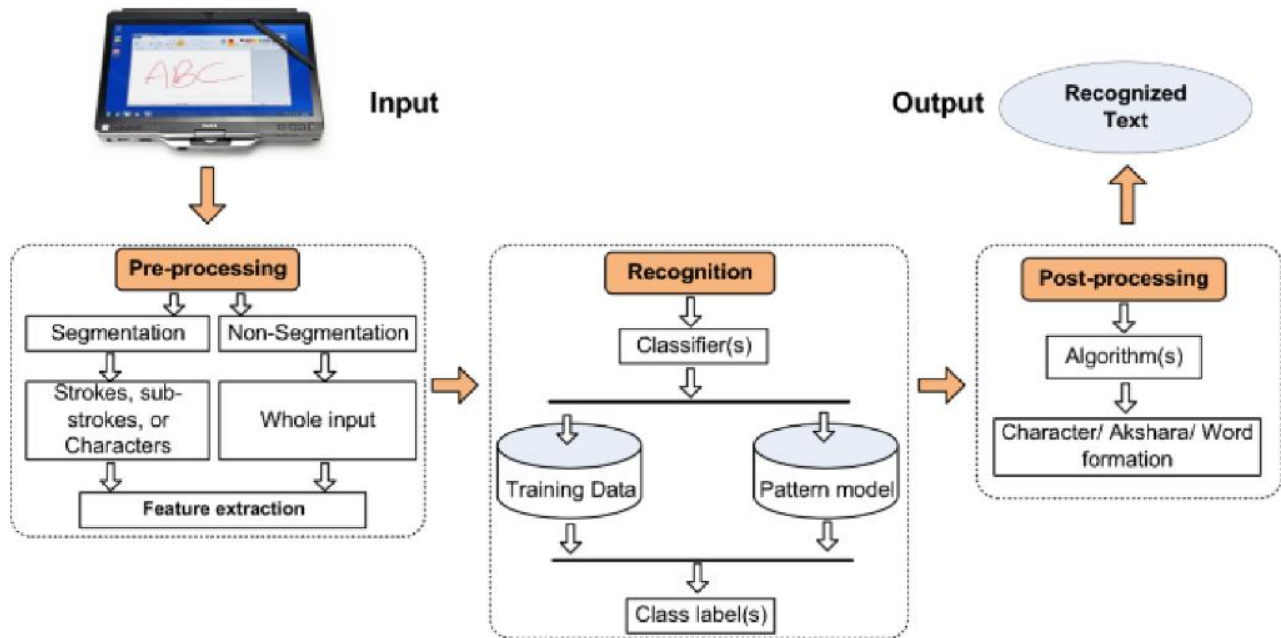 ABC
Input
Output
Recognized
Text
Pre-processing
Segmentation
Non-Segmentation
Strokes, sub-
strokes, or
Characters
Whole input
Feature extraction
Recognition
Classifier(s)
Training Data
Pattern model
Class label(s)
Post-processing
Algorithm(s)
Character/ Akshara/ Word
formation